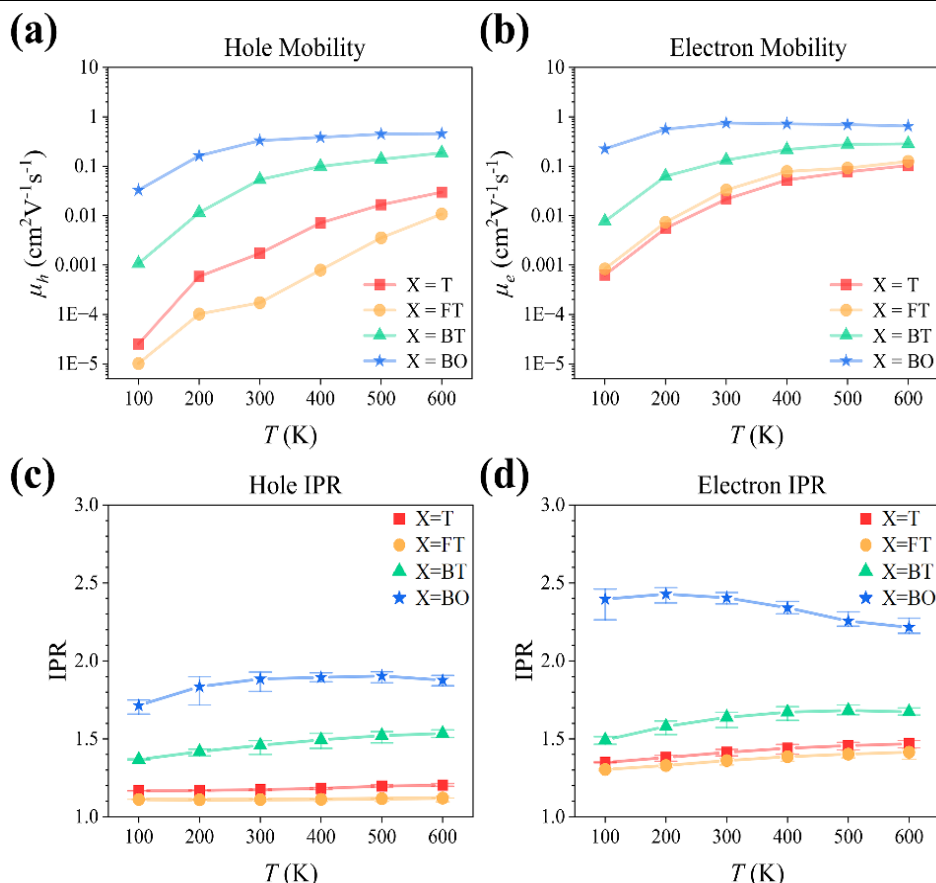 (a)
Hole Mobility
10
1
0.1
0.01
0.001
1E−4
1E−5
μh (cm²V⁻¹s⁻¹)
X = T
X = FT
X = BT
X = BO
100 200 300 400 500 600
T (K)
(b)
Electron Mobility
10
1
0.1
0.01
0.001
1E−4
1E−5
μe (cm²V⁻¹s⁻¹)
X = T
X = FT
X = BT
X = BO
100 200 300 400 500 600
T (K)
(c)
Hole IPR
3.0
2.5
2.0
1.5
1.0
IPR
X=T
X=FT
X=BT
X=BO
100 200 300 400 500 600
T (K)
(d)
Electron IPR
3.0
2.5
2.0
1.5
1.0
IPR
X=T
X=FT
X=BT
X=BO
100 200 300 400 500 600
T (K)